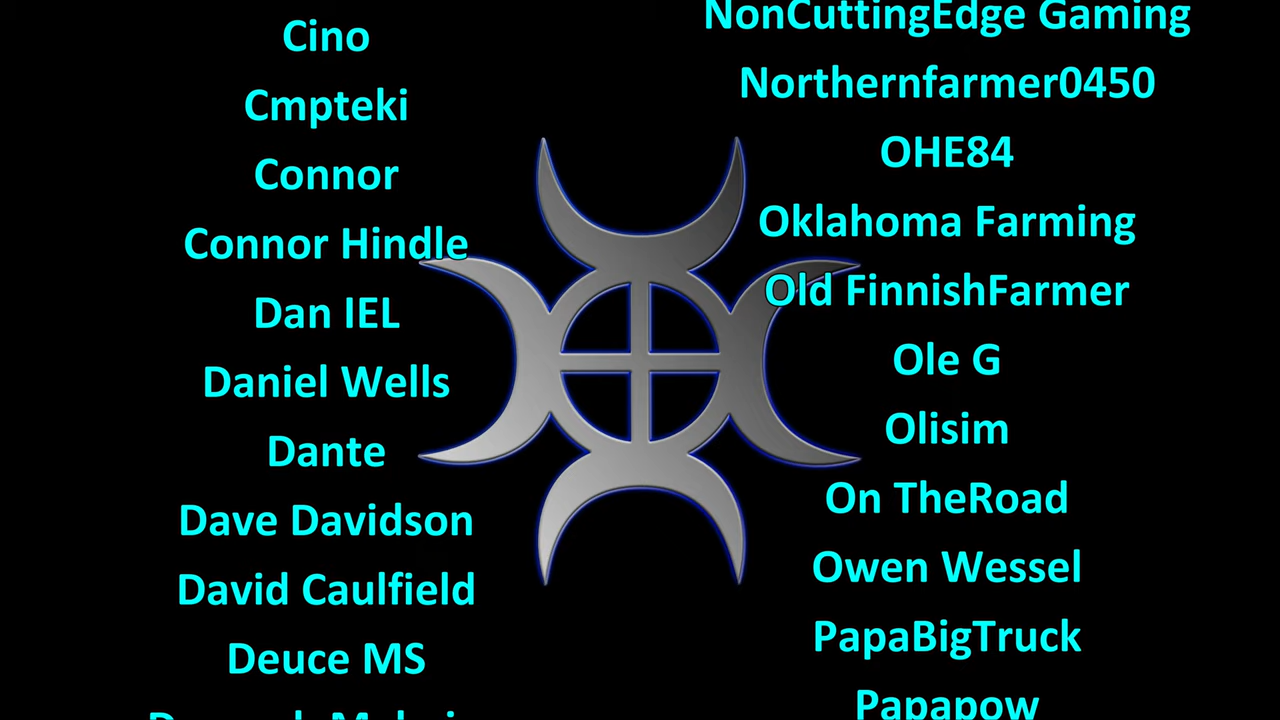 Cino
Cmpteki
Connor
Connor Hindle
Dan IEL
Daniel Wells
Dante
Dave Davidson
David Caulfield
Deuce MS
NonCuttingEdge Gaming
Northernfarmer0450
OHE84
Oklahoma Farming
Old FinnishFarmer
Ole G
Olisim
On TheRoad
Owen Wessel
PapaBigTruck
Papapow